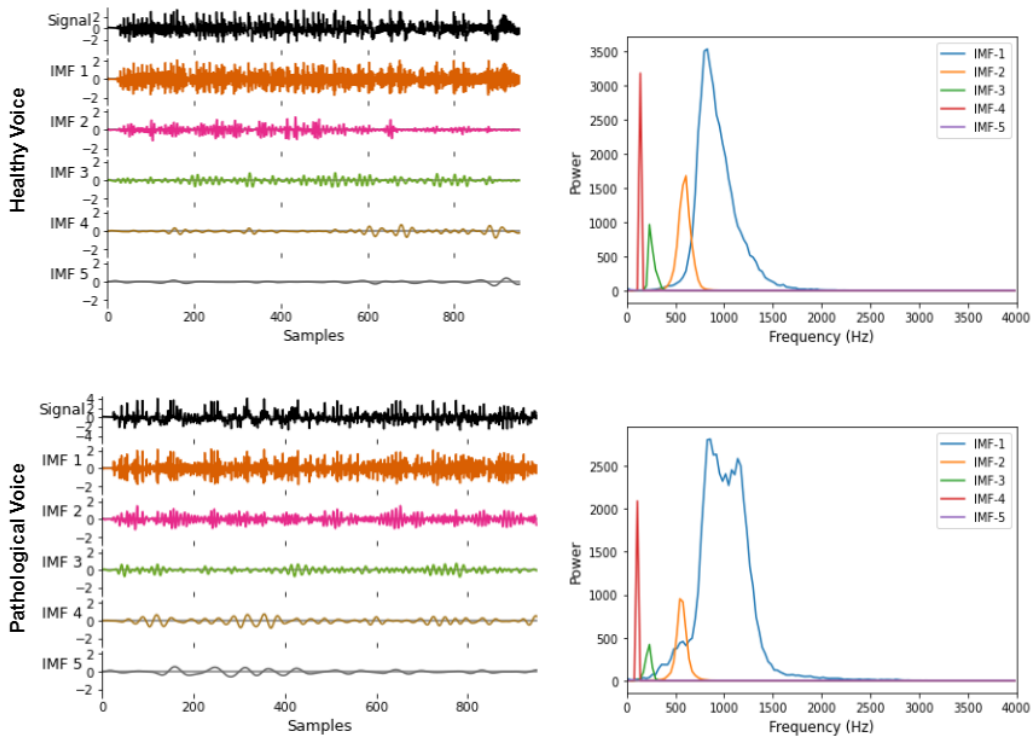 Healthy Voice
Signal
2
0
−2
IMF 1
2
0
−2
IMF 2
2
0
−2
IMF 3
2
0
−2
IMF 4
2
0
−2
IMF 5
2
0
−2
0 200 400 600 800
Samples
Power
3500
3000
2500
2000
1500
1000
500
0
IMF-1
IMF-2
IMF-3
IMF-4
IMF-5
0 500 1000 1500 2000 2500 3000 3500 4000
Frequency (Hz)
Pathological Voice
Signal
4
2
0
−2
−4
IMF 1
2
0
−2
IMF 2
2
0
−2
IMF 3
2
0
−2
IMF 4
2
0
−2
IMF 5
2
0
−2
0 200 400 600 800
Samples
Power
2500
2000
1500
1000
500
0
IMF-1
IMF-2
IMF-3
IMF-4
IMF-5
0 500 1000 1500 2000 2500 3000 3500 4000
Frequency (Hz)